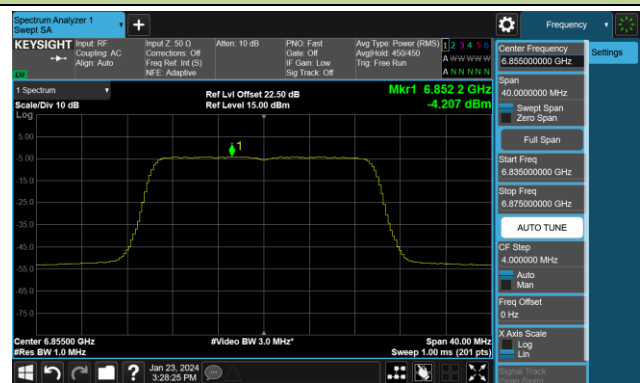 Spectrum Analyzer 1
Swept SA
Frequency
KEYSIGHT
Input: RF
Coupling: AC
Align: Auto
Input Z: 50 Ω
Corrections: Off
Freq Ref: Int (S)
NFE: Adaptive
Atten: 10 dB
PNO: Fast
Gate: Off
IF Gain: Low
Sig Track: Off
Avg Type: Power (RMS)
Avg|Hold: 450/450
Trig: Free Run
1 2 3 4 5 6
A W W W W W
A N N N N N
LXI
1 Spectrum
Scale/Div 10 dB
Log
Ref Lvl Offset 22.50 dB
Ref Level 15.00 dBm
Mkr1 6.852 2 GHz
-4.207 dBm
5.00
-5.00
-15.0
-25.0
-35.0
-45.0
-55.0
-65.0
-75.0
1
Center 6.85500 GHz
#Res BW 1.0 MHz
#Video BW 3.0 MHz*
Span 40.00 MHz
Sweep 1.00 ms (201 pts)
Jan 23, 2024
3:28:25 PM
Center Frequency
6.855000000 GHz
Settings
Span
40.0000000 MHz
Swept Span
Zero Span
Full Span
Start Freq
6.835000000 GHz
Stop Freq
6.875000000 GHz
AUTO TUNE
CF Step
4.000000 MHz
Auto
Man
Freq Offset
0 Hz
X Axis Scale
Log
Lin
Signal Track
(Span Zoom)